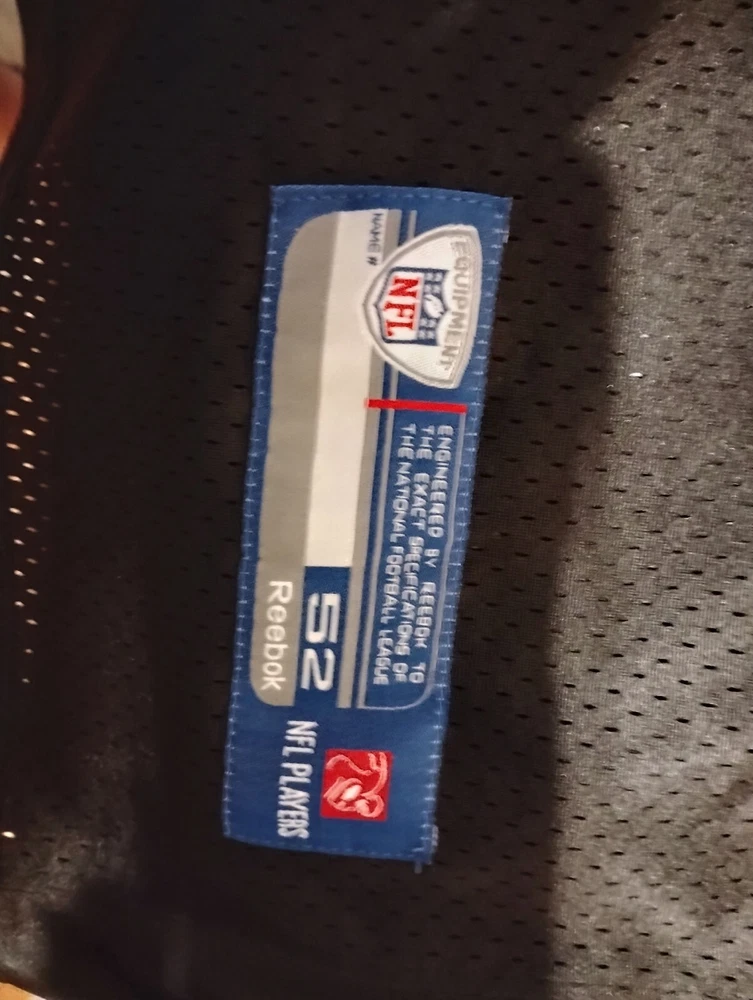 NAME #
EQUIPMENT
NFL
ENGINEERED BY REEBOK TO
THE EXACT SPECIFICATIONS OF
THE NATIONAL FOOTBALL LEAGUE
52
Reebok
NFL PLAYERS